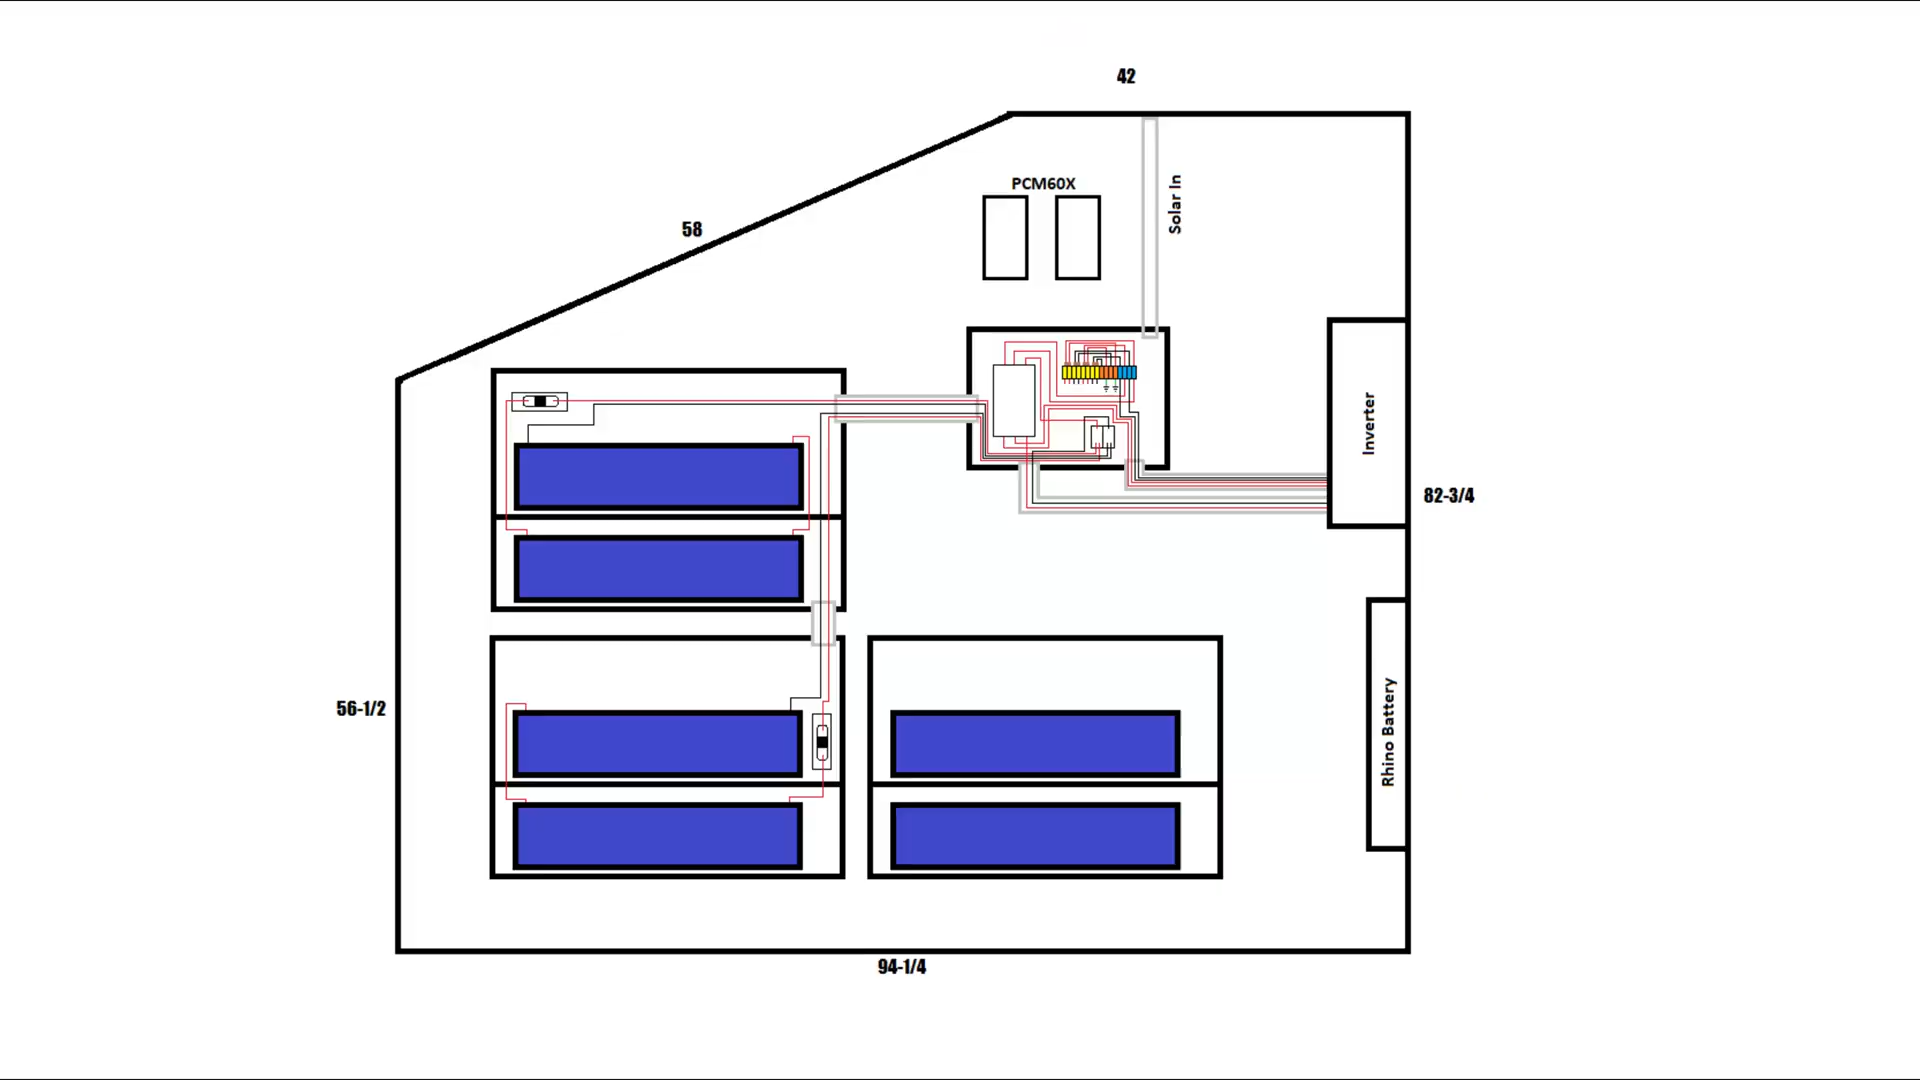 42
58
PCM60X
Solar In
Inverter
82-3/4
56-1/2
Rhino Battery
94-1/4